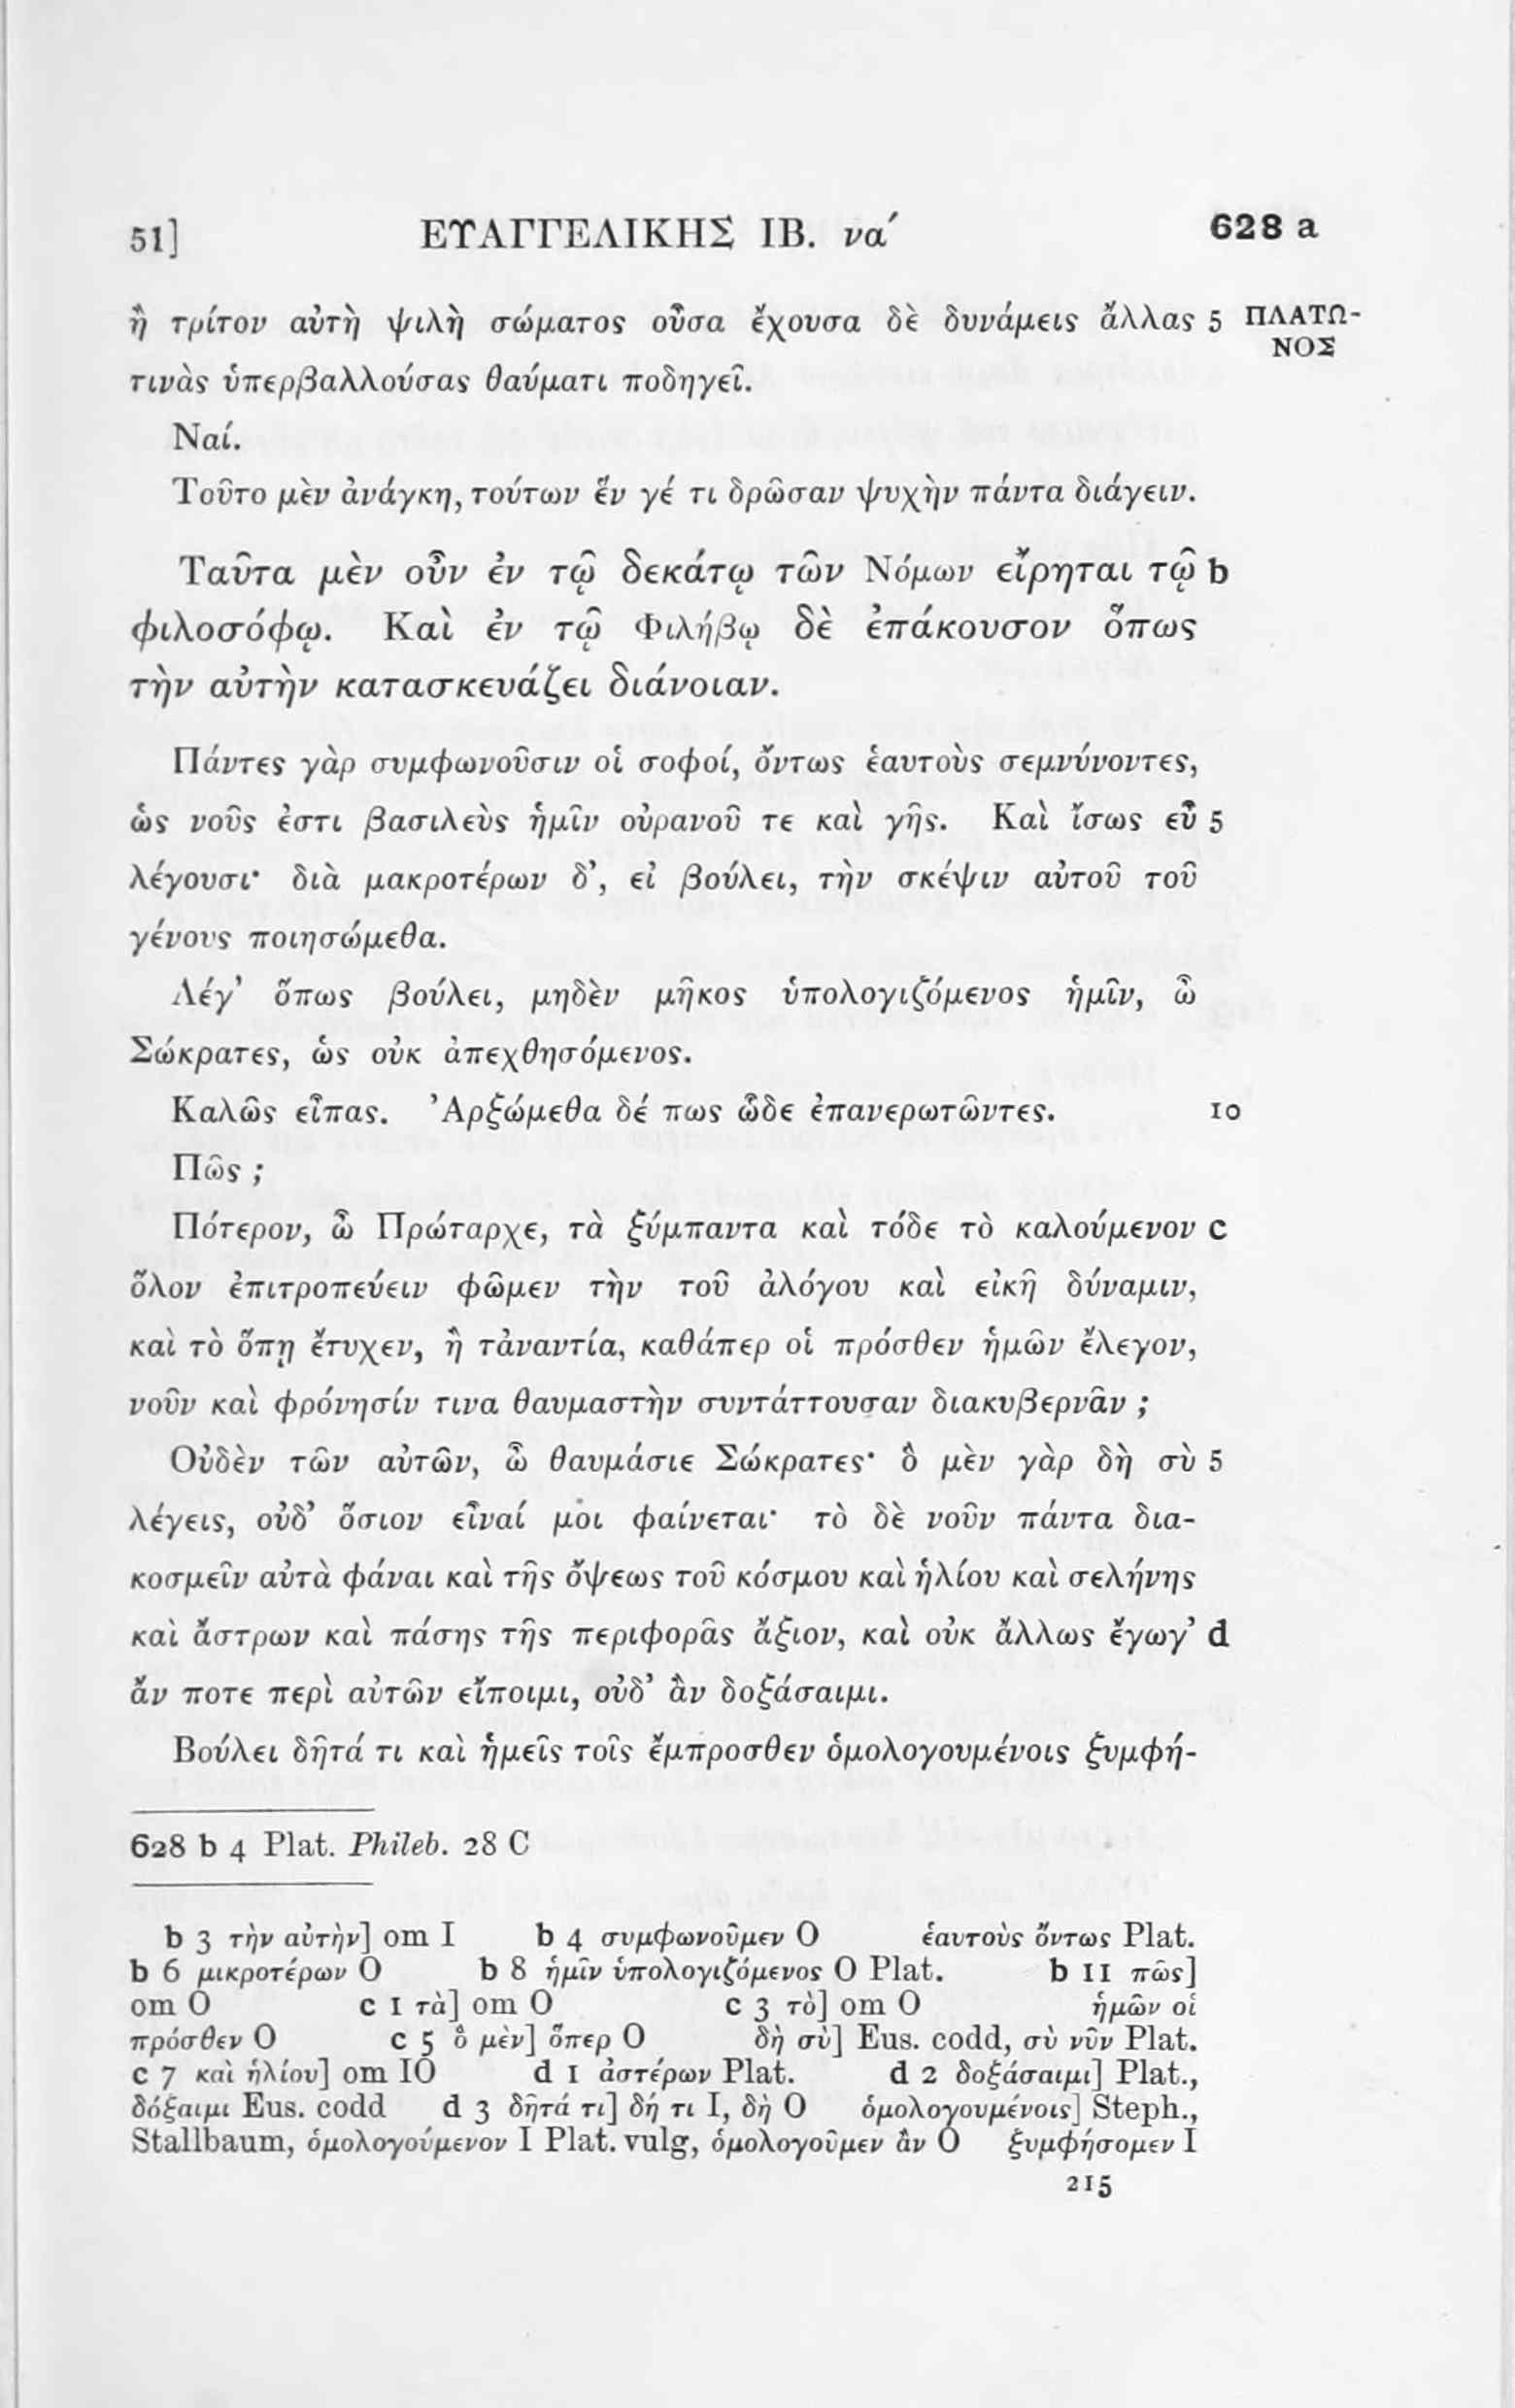 51] ΕΥΑΓΓΕΛΙΚΗΣ ΙΒ. να′ 628 a
ἢ τρίτον αὐτὴ ψιλὴ σώματος οὖσα ἔχουσα δὲ δυνάμεις ἄλλας 5 ΠΛΑΤΩ-
ΝΟΣ
τινὰς ὑπερβαλλούσας θαύματι ποδηγεῖ.
Ναί.
Τοῦτο μὲν ἀνάγκη, τούτων ἕν γέ τι δρῶσαν ψυχὴν πάντα διάγειν.
Ταῦτα μὲν οὖν ἐν τῷ δεκάτῳ τῶν Νόμων εἴρηται τῷ b
φιλοσόφῳ. Καὶ ἐν τῷ Φιλήβῳ δὲ ἐπάκουσον ὅπως
τὴν αὐτὴν κατασκευάζει διάνοιαν.
Πάντες γὰρ συμφωνοῦσιν οἱ σοφοί, ὄντως ἑαυτοὺς σεμνύνοντες,
ὡς νοῦς ἐστι βασιλεὺς ἡμῖν οὐρανοῦ τε καὶ γῆς. Καὶ ἴσως εὖ 5
λέγουσι· διὰ μακροτέρων δ’, εἰ βούλει, τὴν σκέψιν αὐτοῦ τοῦ
γένους ποιησώμεθα.
Λέγ’ ὅπως βούλει, μηδὲν μῆκος ὑπολογιζόμενος ἡμῖν, ὦ
Σώκρατες, ὡς οὐκ ἀπεχθησόμενος.
Καλῶς εἶπας. Ἀρξώμεθα δέ πως ὧδε ἐπανερωτῶντες. 10
Πῶς ;
Πότερον, ὦ Πρώταρχε, τὰ ξύμπαντα καὶ τόδε τὸ καλούμενον c
ὅλον ἐπιτροπεύειν φῶμεν τὴν τοῦ ἀλόγου καὶ εἰκῆ δύναμιν,
καὶ τὸ ὅπῃ ἔτυχεν, ἢ τἀναντία, καθάπερ οἱ πρόσθεν ἡμῶν ἔλεγον,
νοῦν καὶ φρόνησίν τινα θαυμαστὴν συντάττουσαν διακυβερνᾶν ;
Οὐδὲν τῶν αὐτῶν, ὦ θαυμάσιε Σώκρατες· ὃ μὲν γὰρ δὴ σὺ 5
λέγεις, οὐδ’ ὅσιον εἶναί μοι φαίνεται· τὸ δὲ νοῦν πάντα δια-
κοσμεῖν αὐτὰ φάναι καὶ τῆς ὄψεως τοῦ κόσμου καὶ ἡλίου καὶ σελήνης
καὶ ἄστρων καὶ πάσης τῆς περιφορᾶς ἄξιον, καὶ οὐκ ἄλλως ἔγωγ’ d
ἄν ποτε περὶ αὐτῶν εἴποιμι, οὐδ’ ἂν δοξάσαιμι.
Βούλει δῆτά τι καὶ ἡμεῖς τοῖς ἔμπροσθεν ὁμολογουμένοις ξυμφή-
628 b 4 Plat. Phileb. 28 C
b 3 τὴν αὐτὴν] om I b 4 συμφωνοῦμεν O ἑαυτοὺς ὄντως Plat.
b 6 μικροτέρων O b 8 ἡμῖν ὑπολογιζόμενος O Plat. b 11 πῶς]
om O c 1 τὰ] om O c 3 τὸ] om O ἡμῶν οἱ
πρόσθεν O c 5 ὃ μὲν] ὅπερ O δὴ σὺ] Eus. codd, σὺ νῦν Plat.
c 7 καὶ ἡλίου] om IO d 1 ἀστέρων Plat. d 2 δοξάσαιμι] Plat.,
δόξαιμι Eus. codd d 3 δῆτά τι] δή τι I, δὴ O ὁμολογουμένοις] Steph.,
Stallbaum, ὁμολογούμενον I Plat. vulg, ὁμολογοῦμεν ἂν O ξυμφήσομεν I
215